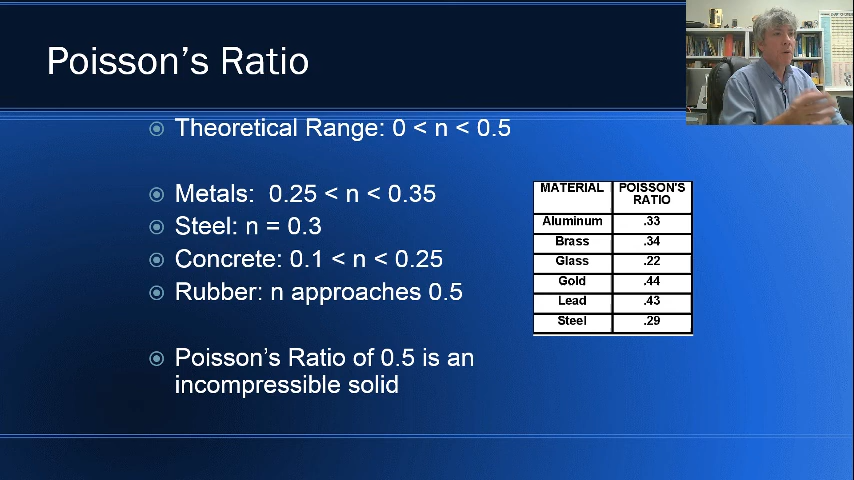 Poisson's Ratio
Theoretical Range: 0 < n < 0.5
Metals:  0.25 < n < 0.35
Steel: n = 0.3
Concrete: 0.1 < n < 0.25
Rubber: n approaches 0.5
Poisson's Ratio of 0.5 is an
incompressible solid
MATERIAL POISSON'S
RATIO
Aluminum .33
Brass .34
Glass .22
Gold .44
Lead .43
Steel .29